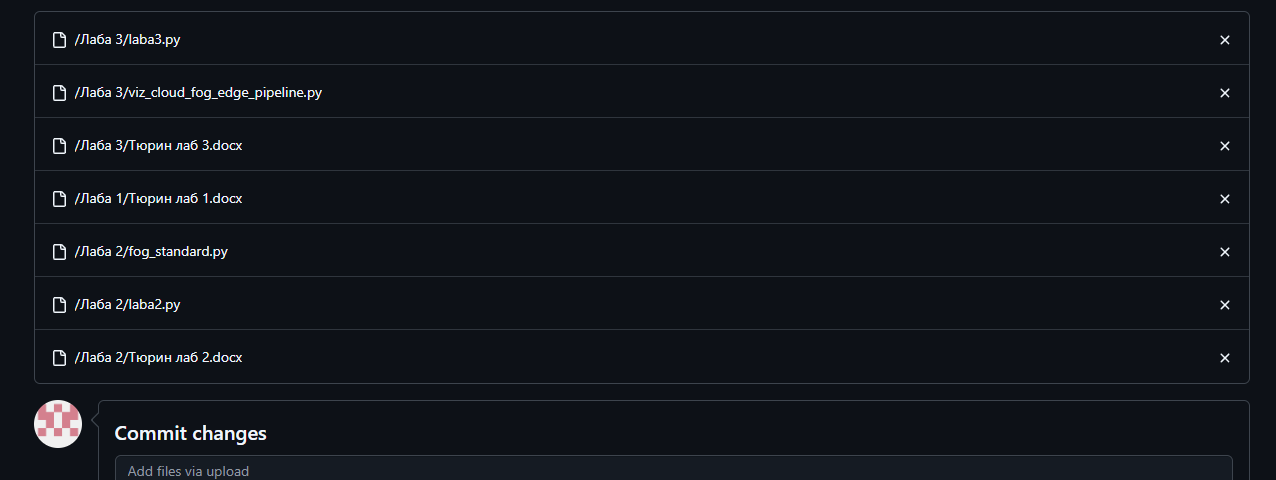 /Лаба 3/laba3.py
/Лаба 3/viz_cloud_fog_edge_pipeline.py
/Лаба 3/Тюрин лаб 3.docx
/Лаба 1/Тюрин лаб 1.docx
/Лаба 2/fog_standard.py
/Лаба 2/laba2.py
/Лаба 2/Тюрин лаб 2.docx
Commit changes
Add files via upload